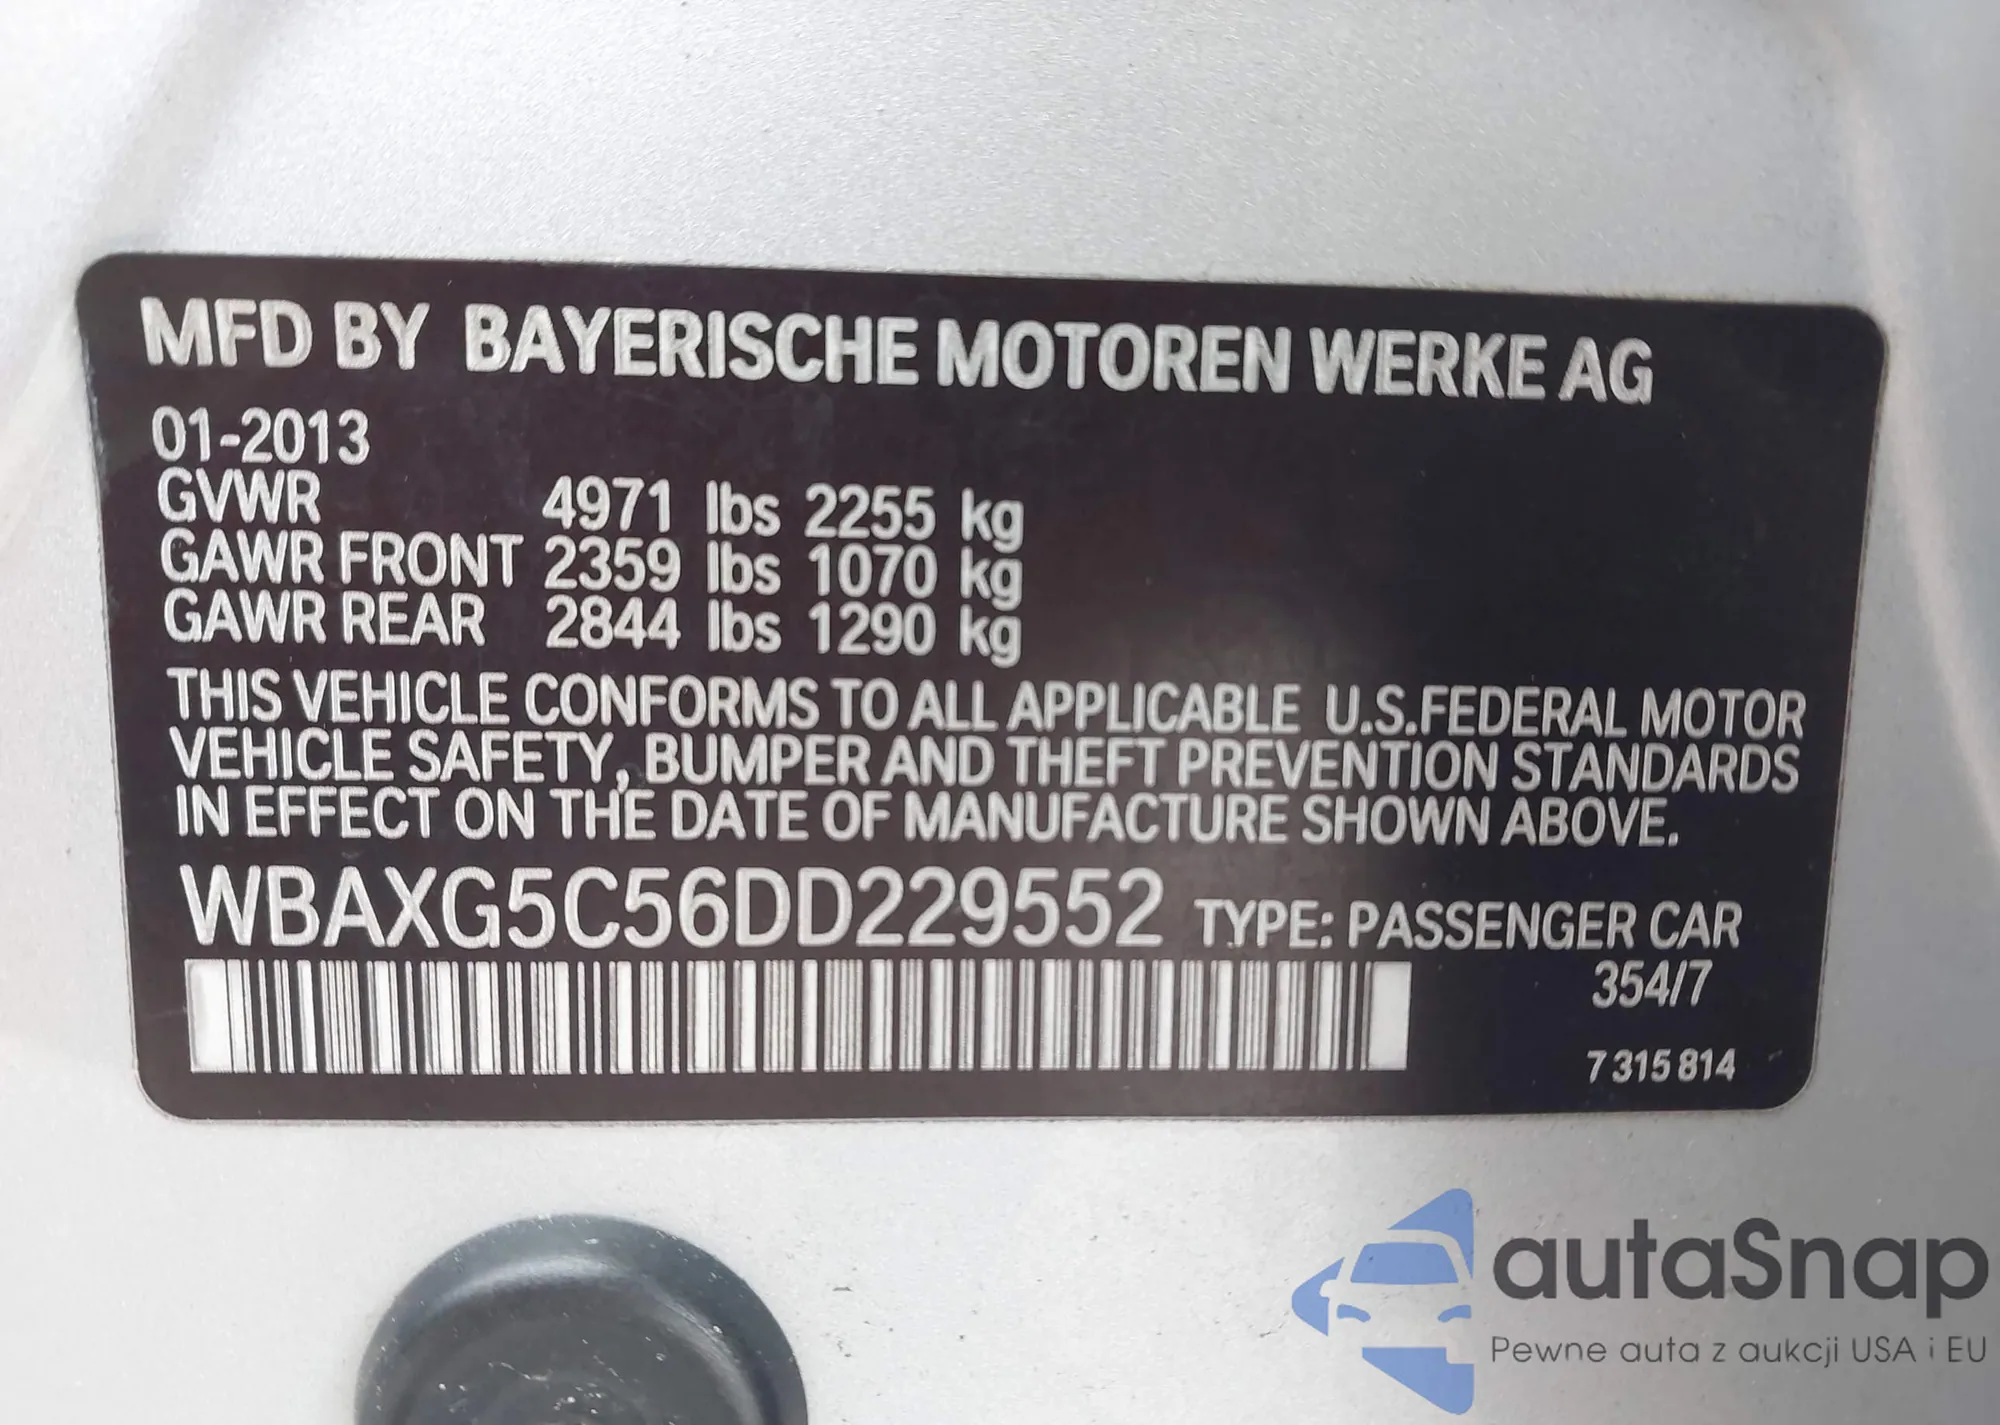 MFD BY BAYERISCHE MOTOREN WERKE AG
01-2013
GVWR 4971 lbs 2255 kg
GAWR FRONT 2359 lbs 1070 kg
GAWR REAR 2844 lbs 1290 kg
THIS VEHICLE CONFORMS TO ALL APPLICABLE U.S.FEDERAL MOTOR
VEHICLE SAFETY, BUMPER AND THEFT PREVENTION STANDARDS
IN EFFECT ON THE DATE OF MANUFACTURE SHOWN ABOVE.
WBAXG5C56DD229552 TYPE: PASSENGER CAR
354/7
7 315 814
autaSnap
Pewne auta z aukcji USA i EU